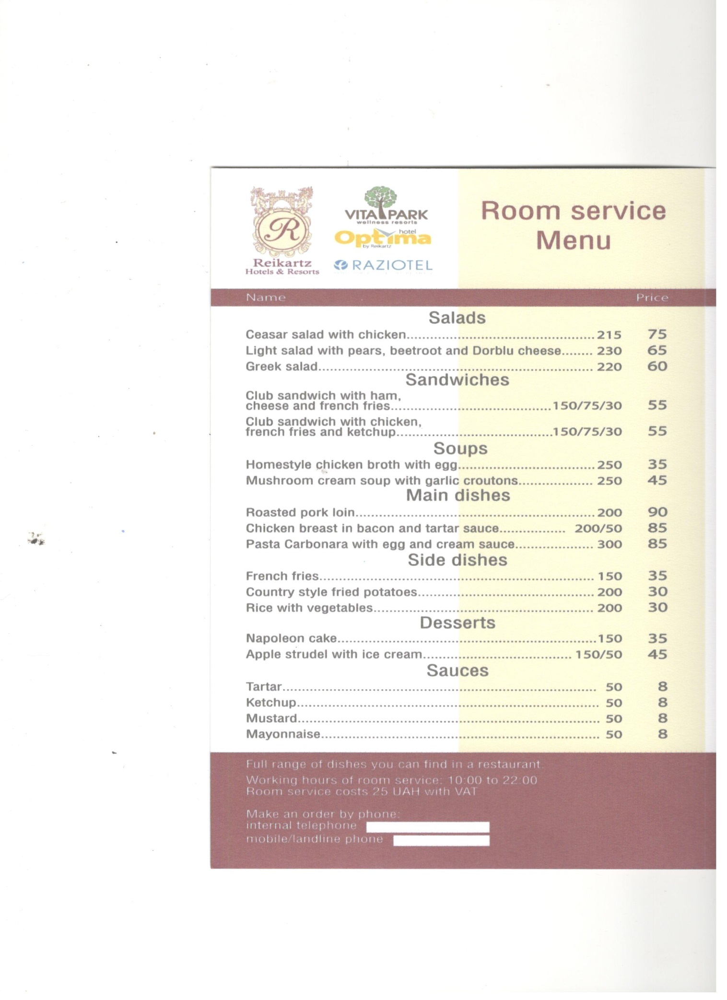 R
Reikartz
Hotels & Resorts
VITA PARK
wellness resorts
Optima hotel
by Reikartz
RAZIOTEL
Room service
Menu
Name Price
Salads
Ceasar salad with chicken................................................215 75
Light salad with pears, beetroot and Dorblu cheese........ 230 65
Greek salad...................................................................... 220 60
Sandwiches
Club sandwich with ham,
cheese and french fries.........................................150/75/30 55
Club sandwich with chicken,
french fries and ketchup........................................150/75/30 55
Soups
Homestyle chicken broth with egg...................................250 35
Mushroom cream soup with garlic croutons................... 250 45
Main dishes
Roasted pork loin.............................................................200 90
Chicken breast in bacon and tartar sauce................. 200/50 85
Pasta Carbonara with egg and cream sauce.................... 300 85
Side dishes
French fries...................................................................... 150 35
Country style fried potatoes............................................. 200 30
Rice with vegetables........................................................ 200 30
Desserts
Napoleon cake..................................................................150 35
Apple strudel with ice cream...................................... 150/50 45
Sauces
Tartar................................................................................ 50 8
Ketchup............................................................................. 50 8
Mustard............................................................................. 50 8
Mayonnaise....................................................................... 50 8
Full range of dishes you can find in a restaurant.
Working hours of room service: 10:00 to 22:00
Room service costs 25 UAH with VAT
Make an order by phone:
internal telephone
mobile/landline phone